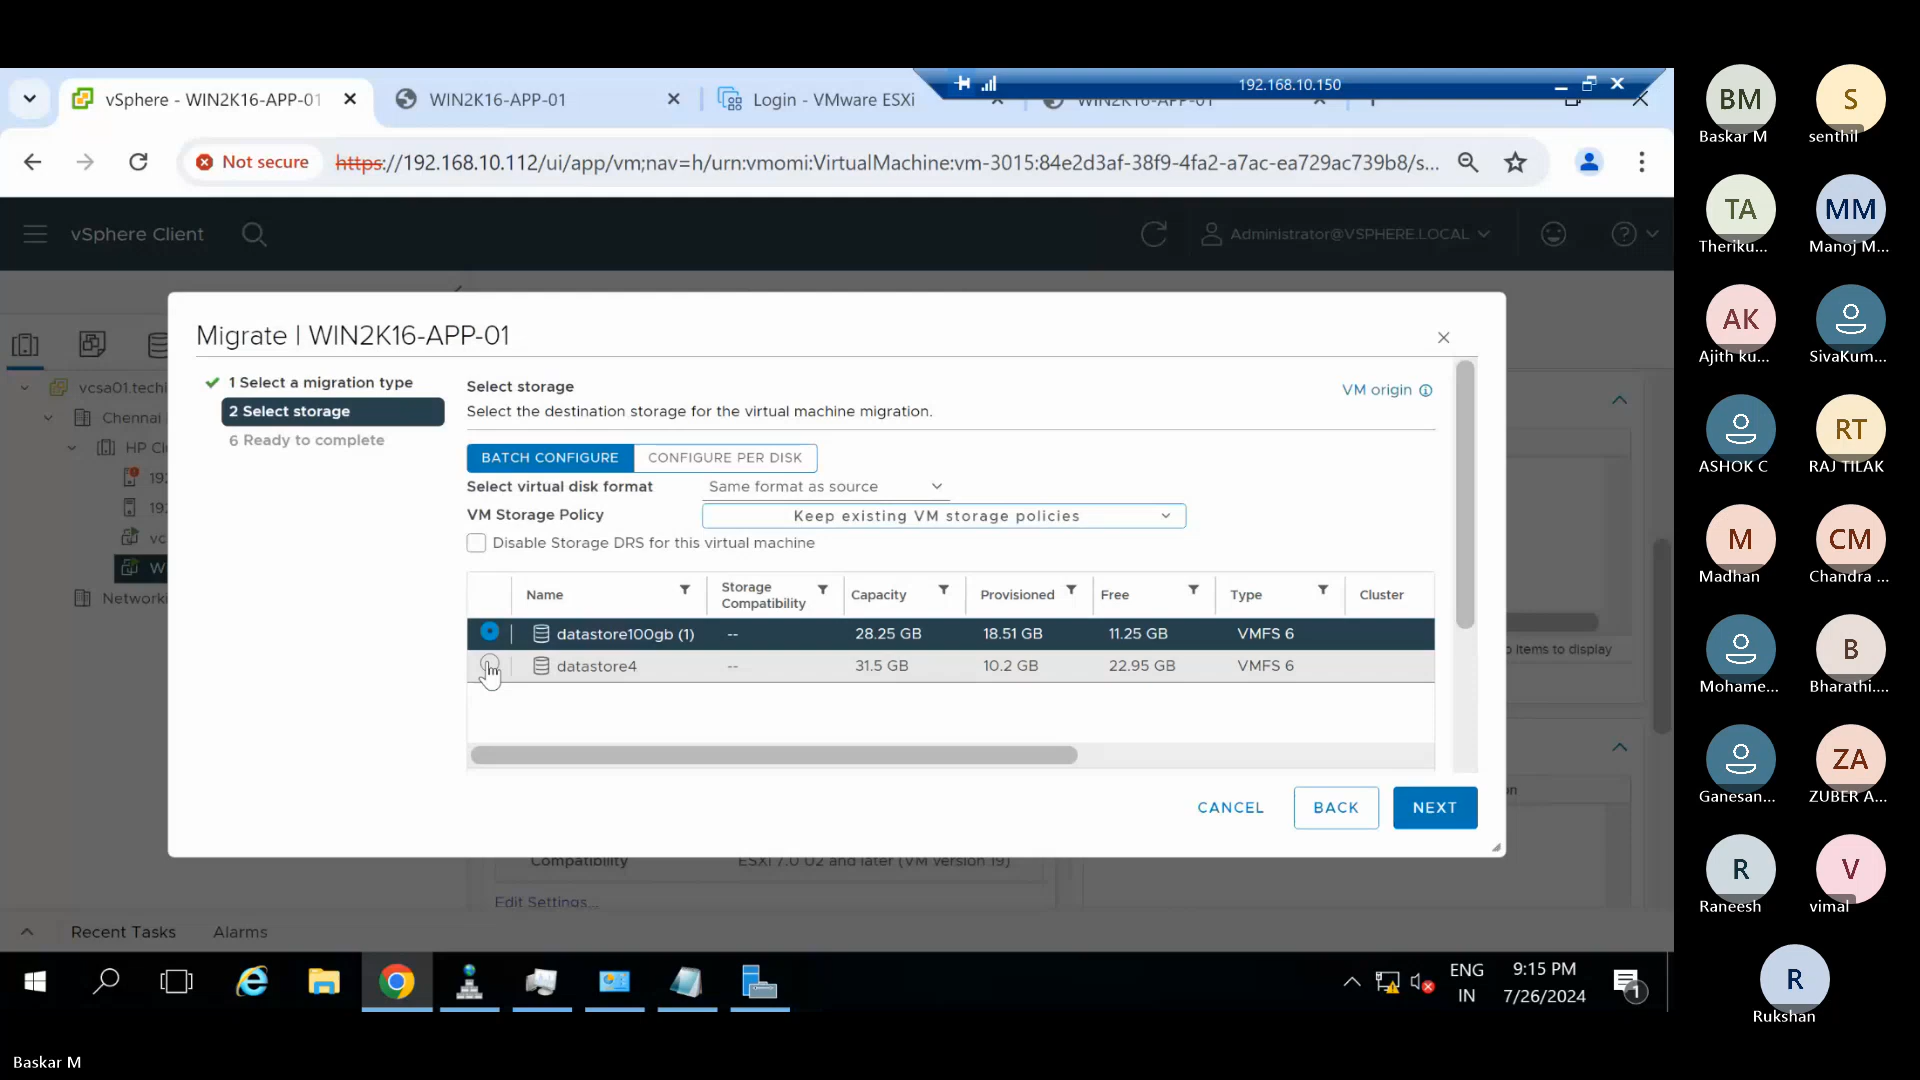 vSphere - WIN2K16-APP-01
WIN2K16-APP-01
Login - VMware ESXi
WIN2K16-APP-01
192.168.10.150
Not secure
https://192.168.10.112/ui/app/vm;nav=h/urn:vmomi:VirtualMachine:vm-3015:84e2d3af-38f9-4fa2-a7ac-ea729ac739b8/s...
vSphere Client
Administrator@VSPHERE.LOCAL
vcsa01.techi
Chennai
HP Cl
192
192
vc
W
Networki
Migrate | WIN2K16-APP-01
1 Select a migration type
2 Select storage
6 Ready to complete
Select storage
VM origin
Select the destination storage for the virtual machine migration.
BATCH CONFIGURE
CONFIGURE PER DISK
Select virtual disk format
Same format as source
VM Storage Policy
Keep existing VM storage policies
Disable Storage DRS for this virtual machine
Name
Storage Compatibility
Capacity
Provisioned
Free
Type
Cluster
datastore100gb (1) -- 28.25 GB 18.51 GB 11.25 GB VMFS 6
datastore4 -- 31.5 GB 10.2 GB 22.95 GB VMFS 6
items to display
CANCEL
BACK
NEXT
Compatibility
ESXi 7.0 U2 and later (VM version 19)
Edit Settings...
Recent Tasks
Alarms
ENG
IN
9:15 PM
7/26/2024
1
Baskar M
BM
Baskar M
S
senthil
TA
Theriku...
MM
Manoj M...
AK
Ajith ku...
SivaKum...
ASHOK C
RT
RAJ TILAK
M
Madhan
CM
Chandra ...
Mohame...
B
Bharathi....
Ganesan...
ZA
ZUBER A...
R
Raneesh
V
vimal
R
Rukshan